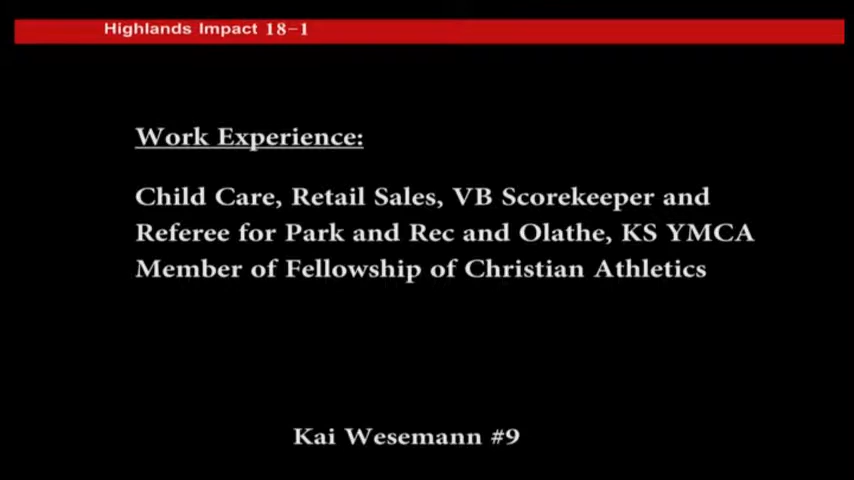 Highlands Impact 18-1
Work Experience:
Child Care, Retail Sales, VB Scorekeeper and
Referee for Park and Rec and Olathe, KS YMCA
Member of Fellowship of Christian Athletics
Kai Wesemann #9